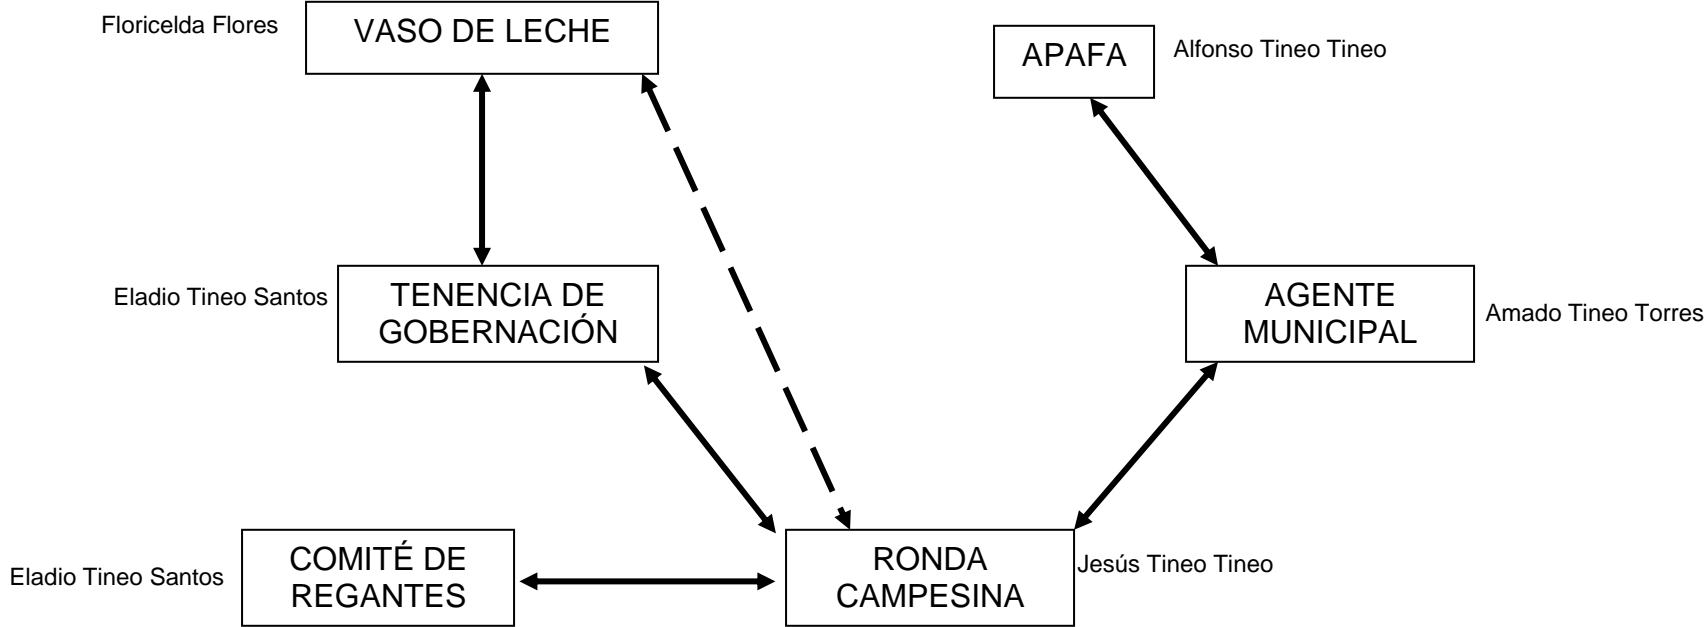 Floricelda Flores
VASO DE LECHE
APAFA
Alfonso Tineo Tineo
Eladio Tineo Santos
TENENCIA DE
GOBERNACIÓN
AGENTE
MUNICIPAL
Amado Tineo Torres
Eladio Tineo Santos
COMITÉ DE
REGANTES
RONDA
CAMPESINA
Jesús Tineo Tineo